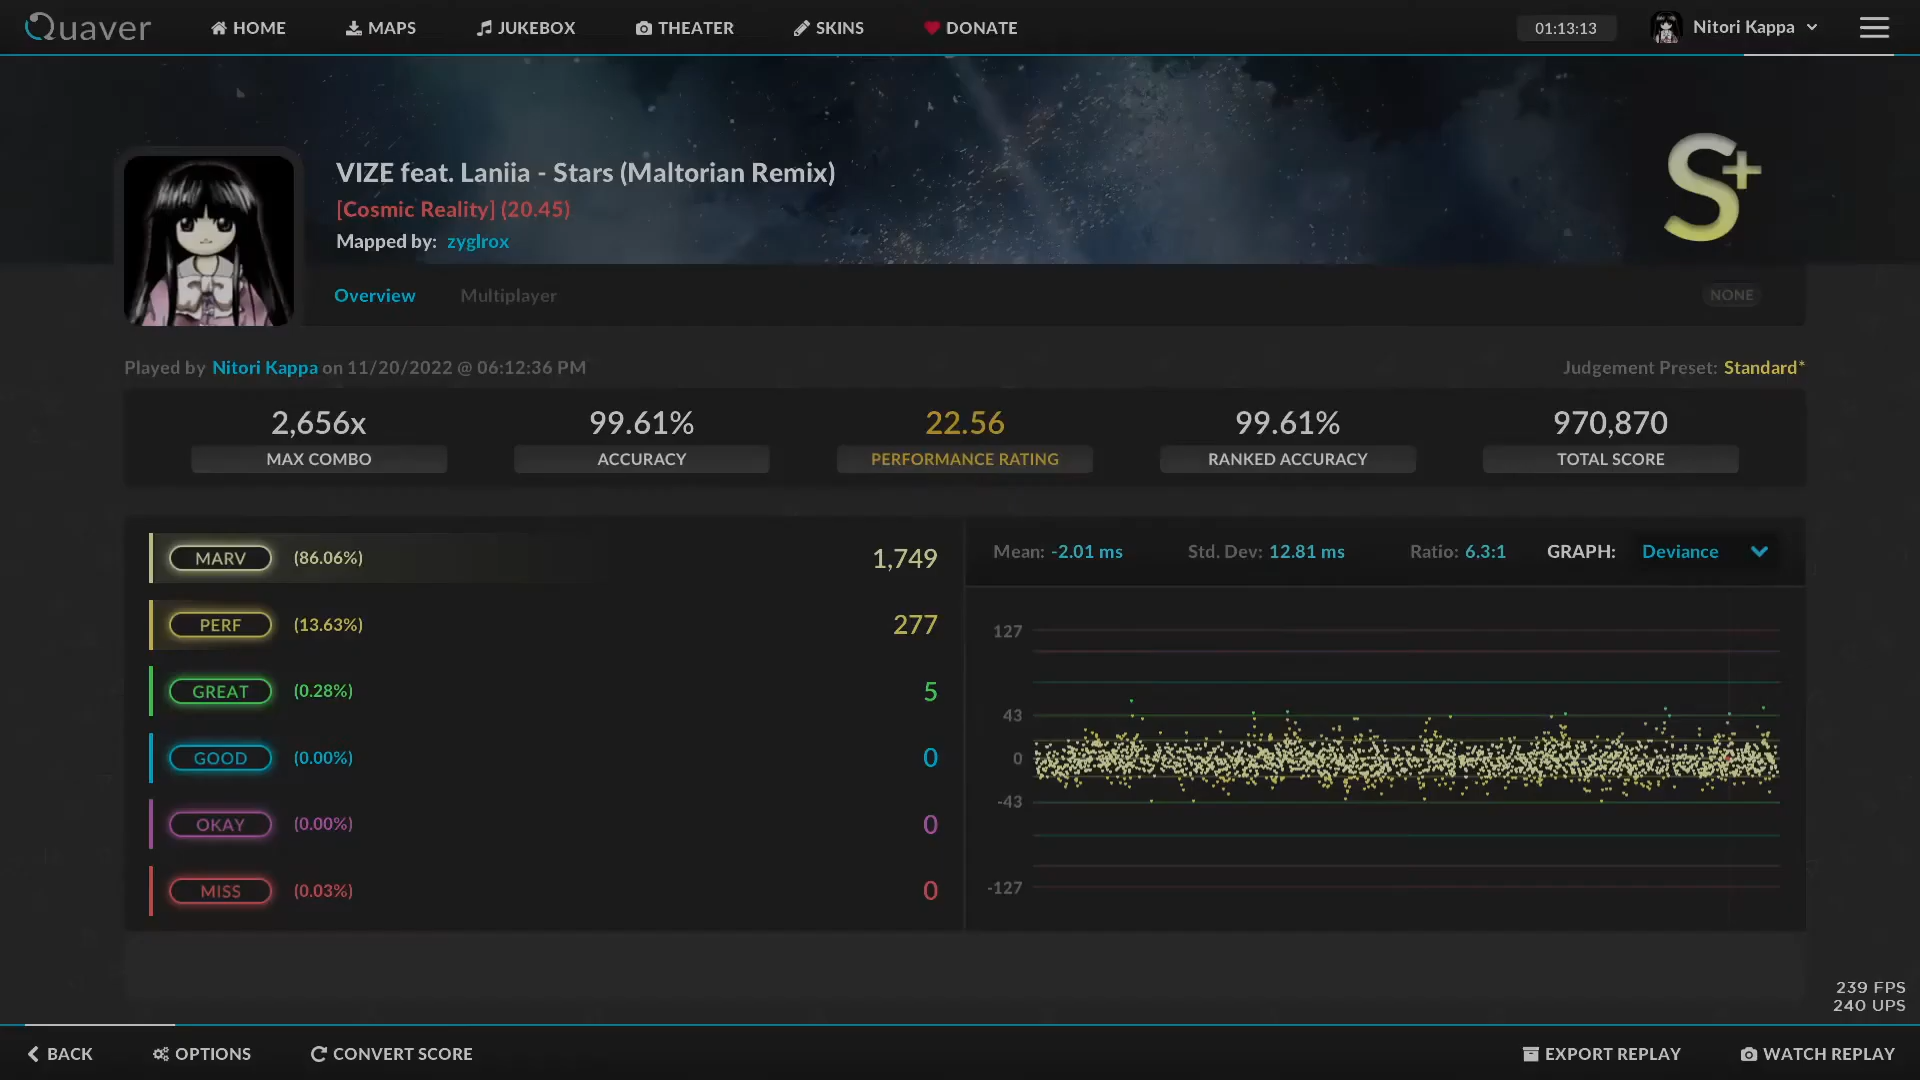 Quaver HOME MAPS JUKEBOX THEATER SKINS DONATE 01:13:13 Nitori Kappa
VIZE feat. Laniia - Stars (Maltorian Remix)
[Cosmic Reality] (20.45)
Mapped by: zyglrox
S+
Overview Multiplayer NONE
Played by Nitori Kappa on 11/20/2022 @ 06:12:36 PM Judgement Preset: Standard*
2,656x 99.61% 22.56 99.61% 970,870
MAX COMBO ACCURACY PERFORMANCE RATING RANKED ACCURACY TOTAL SCORE
MARV (86.06%) 1,749
PERF (13.63%) 277
GREAT (0.28%) 5
GOOD (0.00%) 0
OKAY (0.00%) 0
MISS (0.03%) 0
Mean: -2.01 ms Std. Dev: 12.81 ms Ratio: 6.3:1 GRAPH: Deviance
127
43
0
-43
-127
239 FPS
240 UPS
BACK OPTIONS CONVERT SCORE EXPORT REPLAY WATCH REPLAY